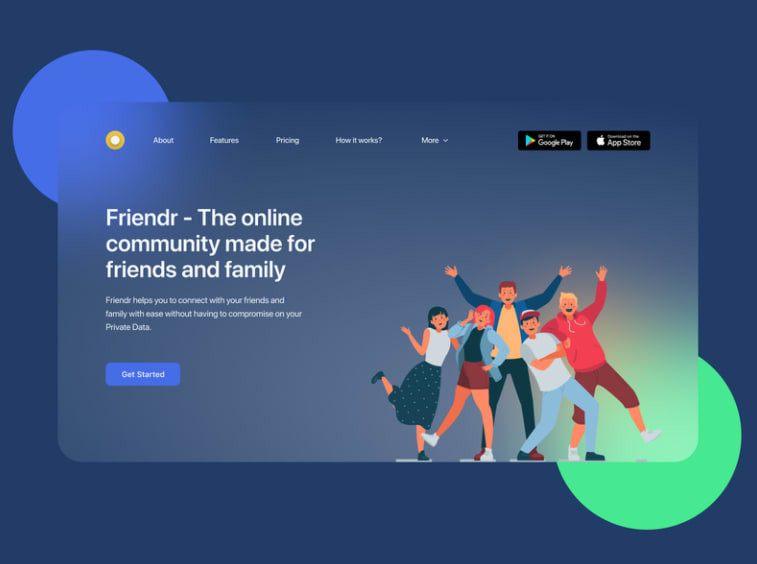 About Features Pricing How it works? More
GET IT ON
Google Play
Download on the
App Store
Friendr - The online
community made for
friends and family
Friendr helps you to connect with your friends and
family with ease without having to compromise on your
Private Data.
Get Started